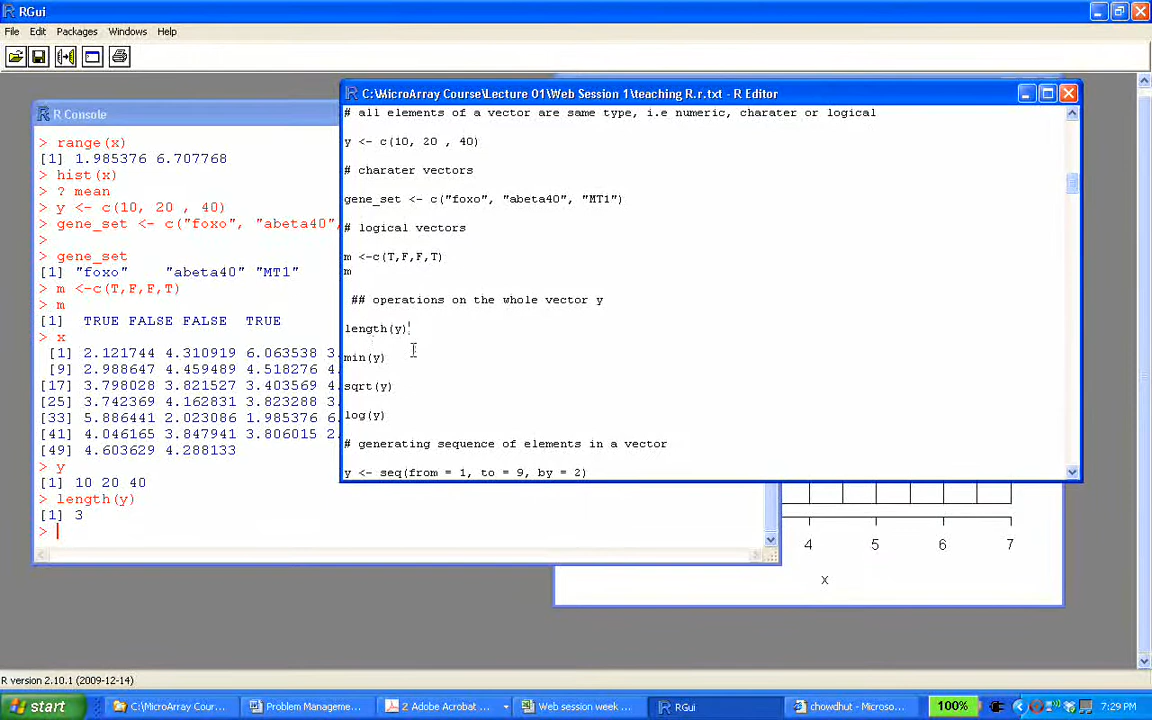 RGui
File Edit Packages Windows Help
R Console
> range(x)
[1] 1.985376 6.707768
> hist(x)
> ? mean
> y <- c(10, 20 , 40)
> gene_set <- c("foxo", "abeta40"
>
> gene_set
[1] "foxo"    "abeta40" "MT1"
> m <-c(T,F,F,T)
> m
[1]  TRUE FALSE FALSE  TRUE
> x
 [1] 2.121744 4.310919 6.063538 3.
 [9] 2.988647 4.459489 4.518276 4.
[17] 3.798028 3.821521 3.403569 4.
[25] 3.742369 4.162831 3.823288 3.
[33] 5.886441 2.023086 1.985376 6.
[41] 4.046165 3.847941 3.806015 2.
[49] 4.603629 4.288133
> y
[1] 10 20 40
> length(y)
[1] 3
>
C:\MicroArray Course\Lecture 01\Web Session 1\teaching R.r.txt - R Editor
# all elements of a vector are same type, i.e numeric, charater or logical
y <- c(10, 20 , 40)
# charater vectors
gene_set <- c("foxo", "abeta40", "MT1")
# logical vectors
m <-c(T,F,F,T)
m
## operations on the whole vector y
length(y)
min(y)
sqrt(y)
log(y)
# generating sequence of elements in a vector
y <- seq(from = 1, to = 9, by = 2)
4 5 6 7
x
R version 2.10.1 (2009-12-14)
start C:\MicroArray Cour... Problem Manageme... 2 Adobe Acrobat ... Web session week ... RGui chowdhut - Microso... 100% 7:29 PM